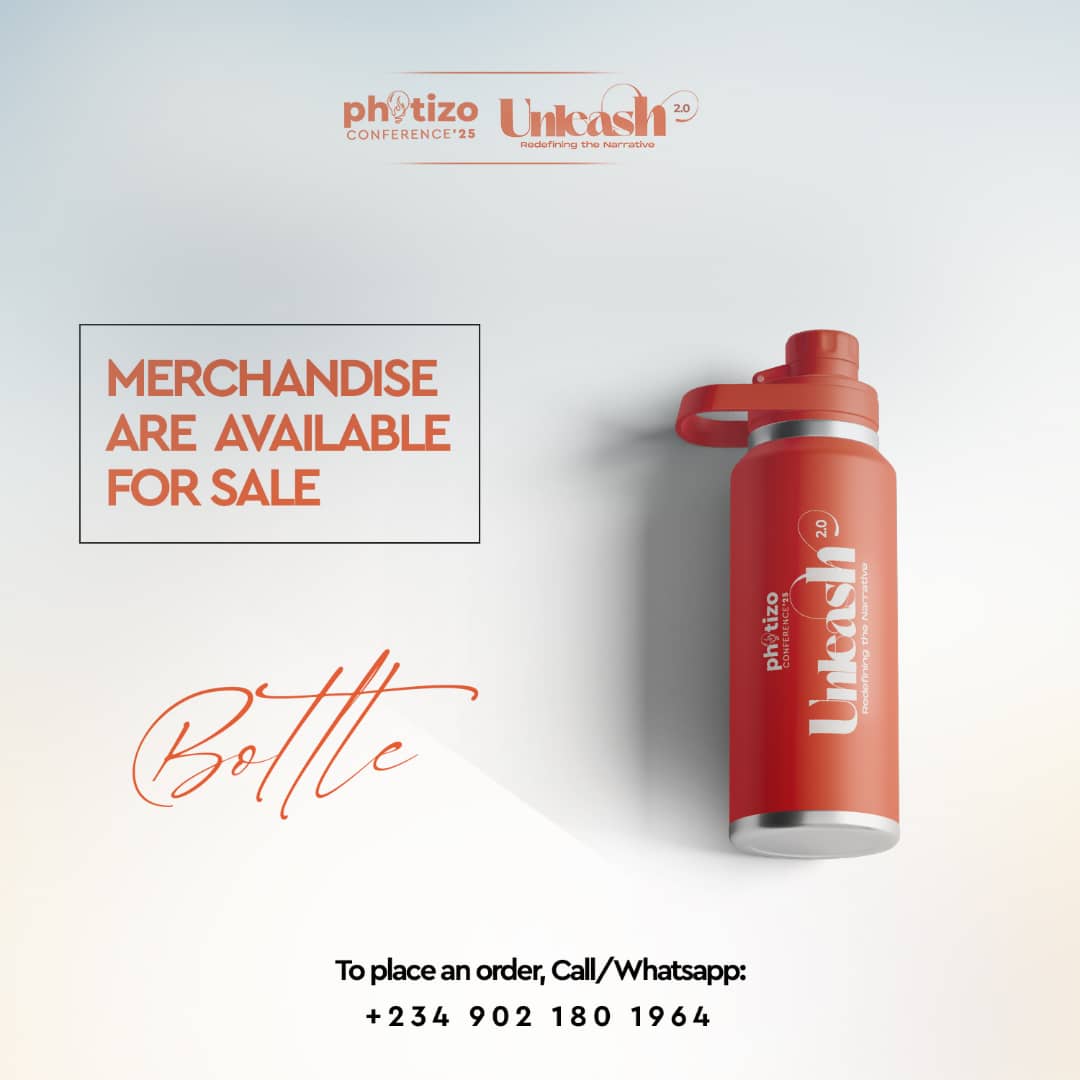 photizo
CONFERENCE'25
Unleash 2.0
Redefining the Narrative
MERCHANDISE
ARE AVAILABLE
FOR SALE
Bottle
photizo
CONFERENCE'25
Unleash 2.0
Redefining the Narrative
To place an order, Call/Whatsapp:
+234 902 180 1964